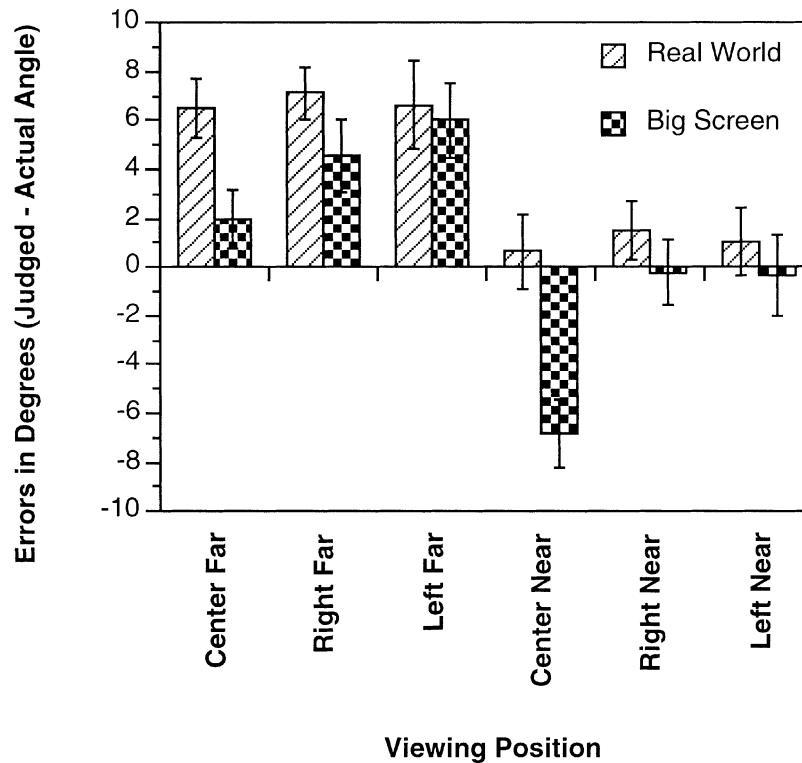 Errors in Degrees (Judged - Actual Angle)
10
8
6
4
2
0
-2
-4
-6
-8
-10
Real World
Big Screen
Center Far
Right Far
Left Far
Center Near
Right Near
Left Near
Viewing Position